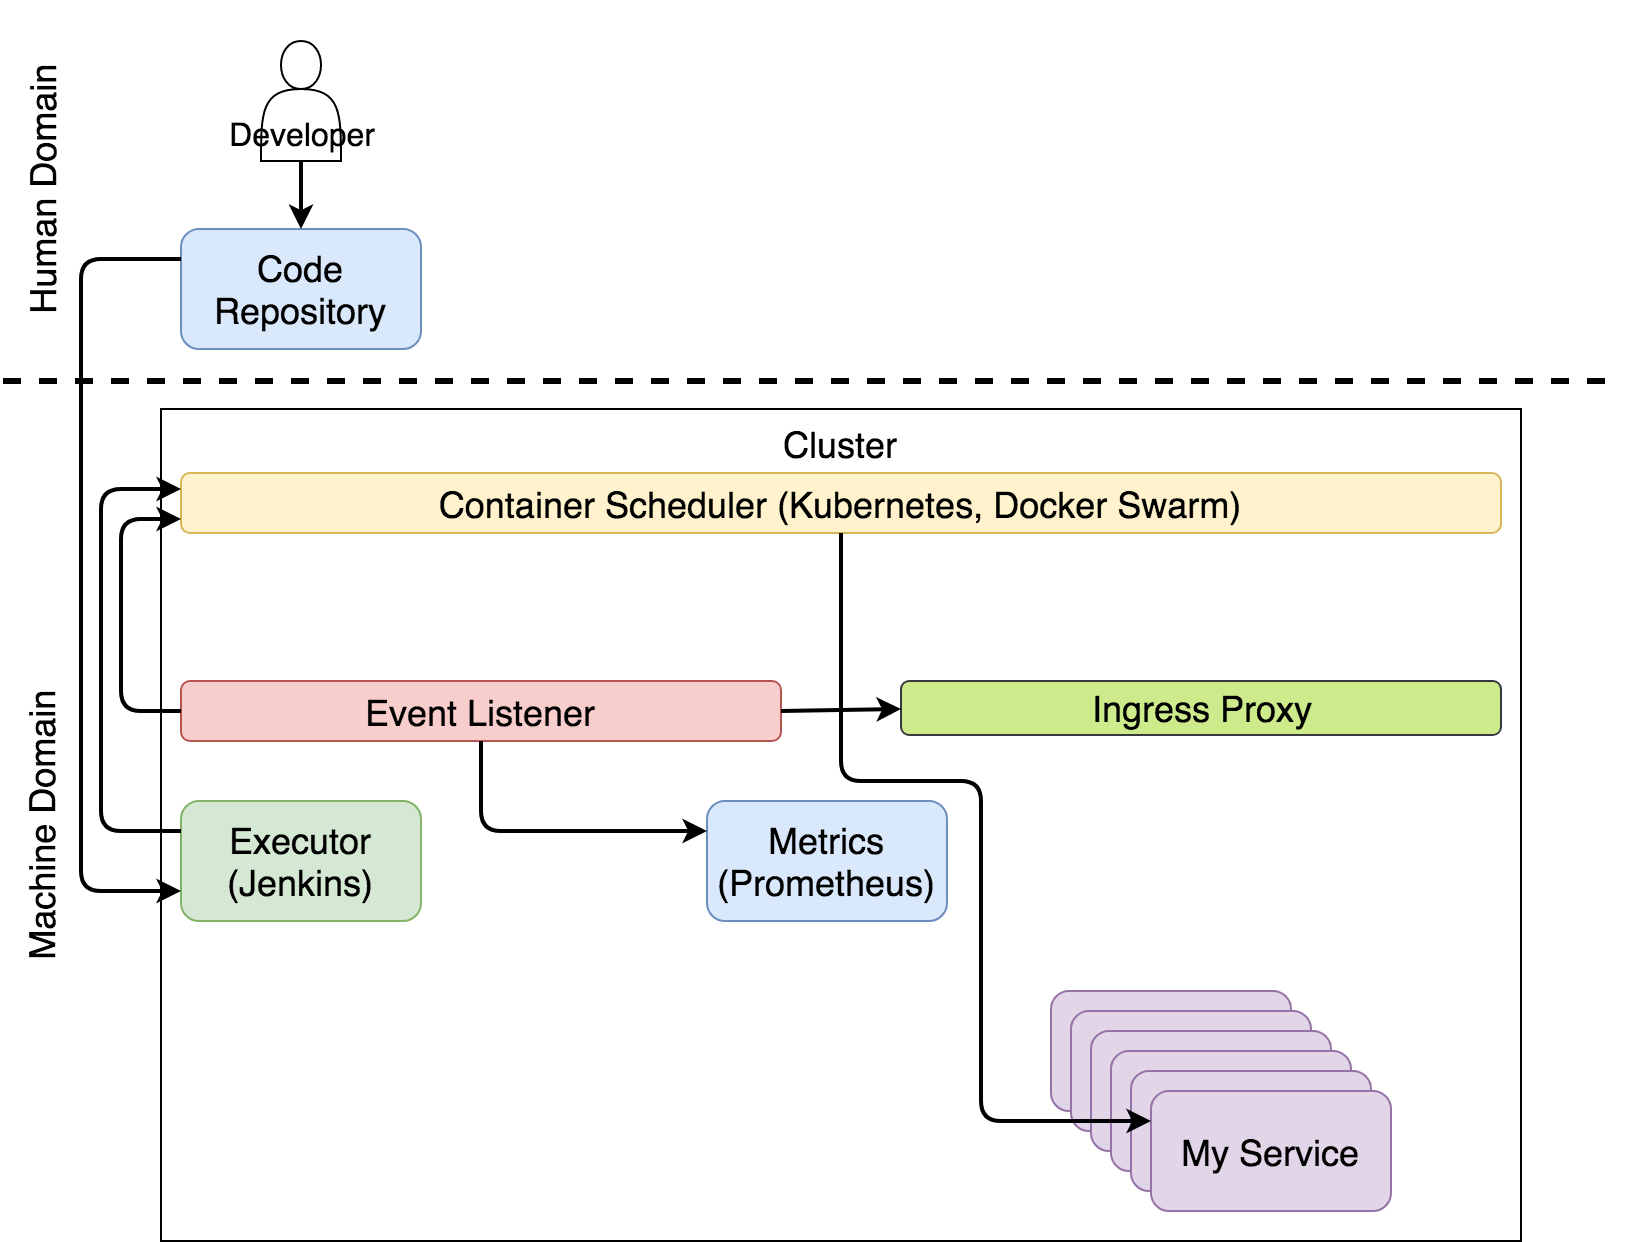 Human Domain
Developer
Code
Repository
Machine Domain
Cluster
Container Scheduler (Kubernetes, Docker Swarm)
Event Listener
Ingress Proxy
Executor
(Jenkins)
Metrics
(Prometheus)
My Service